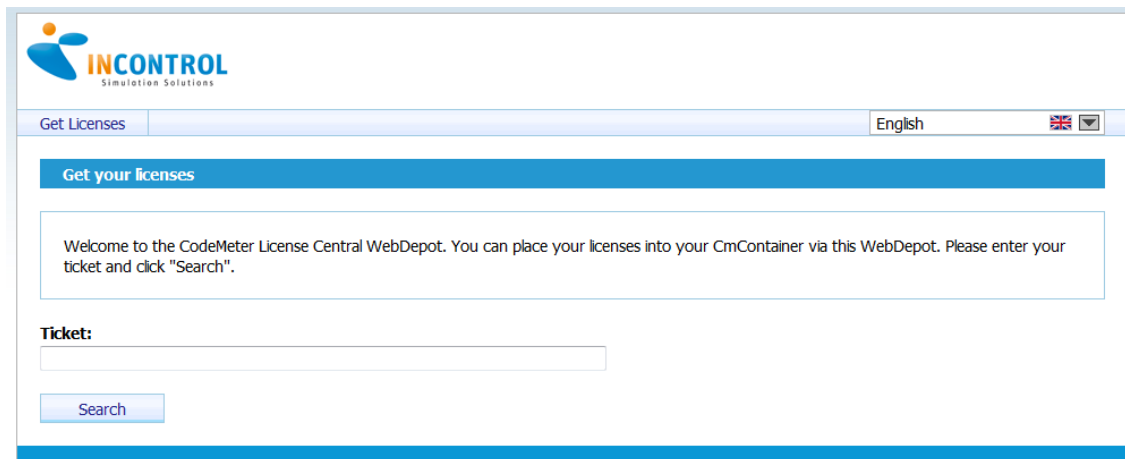 INCONTROL
Simulation Solutions
Get Licenses
English
Get your licenses
Welcome to the CodeMeter License Central WebDepot. You can place your licenses into your CmContainer via this WebDepot. Please enter your
ticket and click "Search".
Ticket:
Search